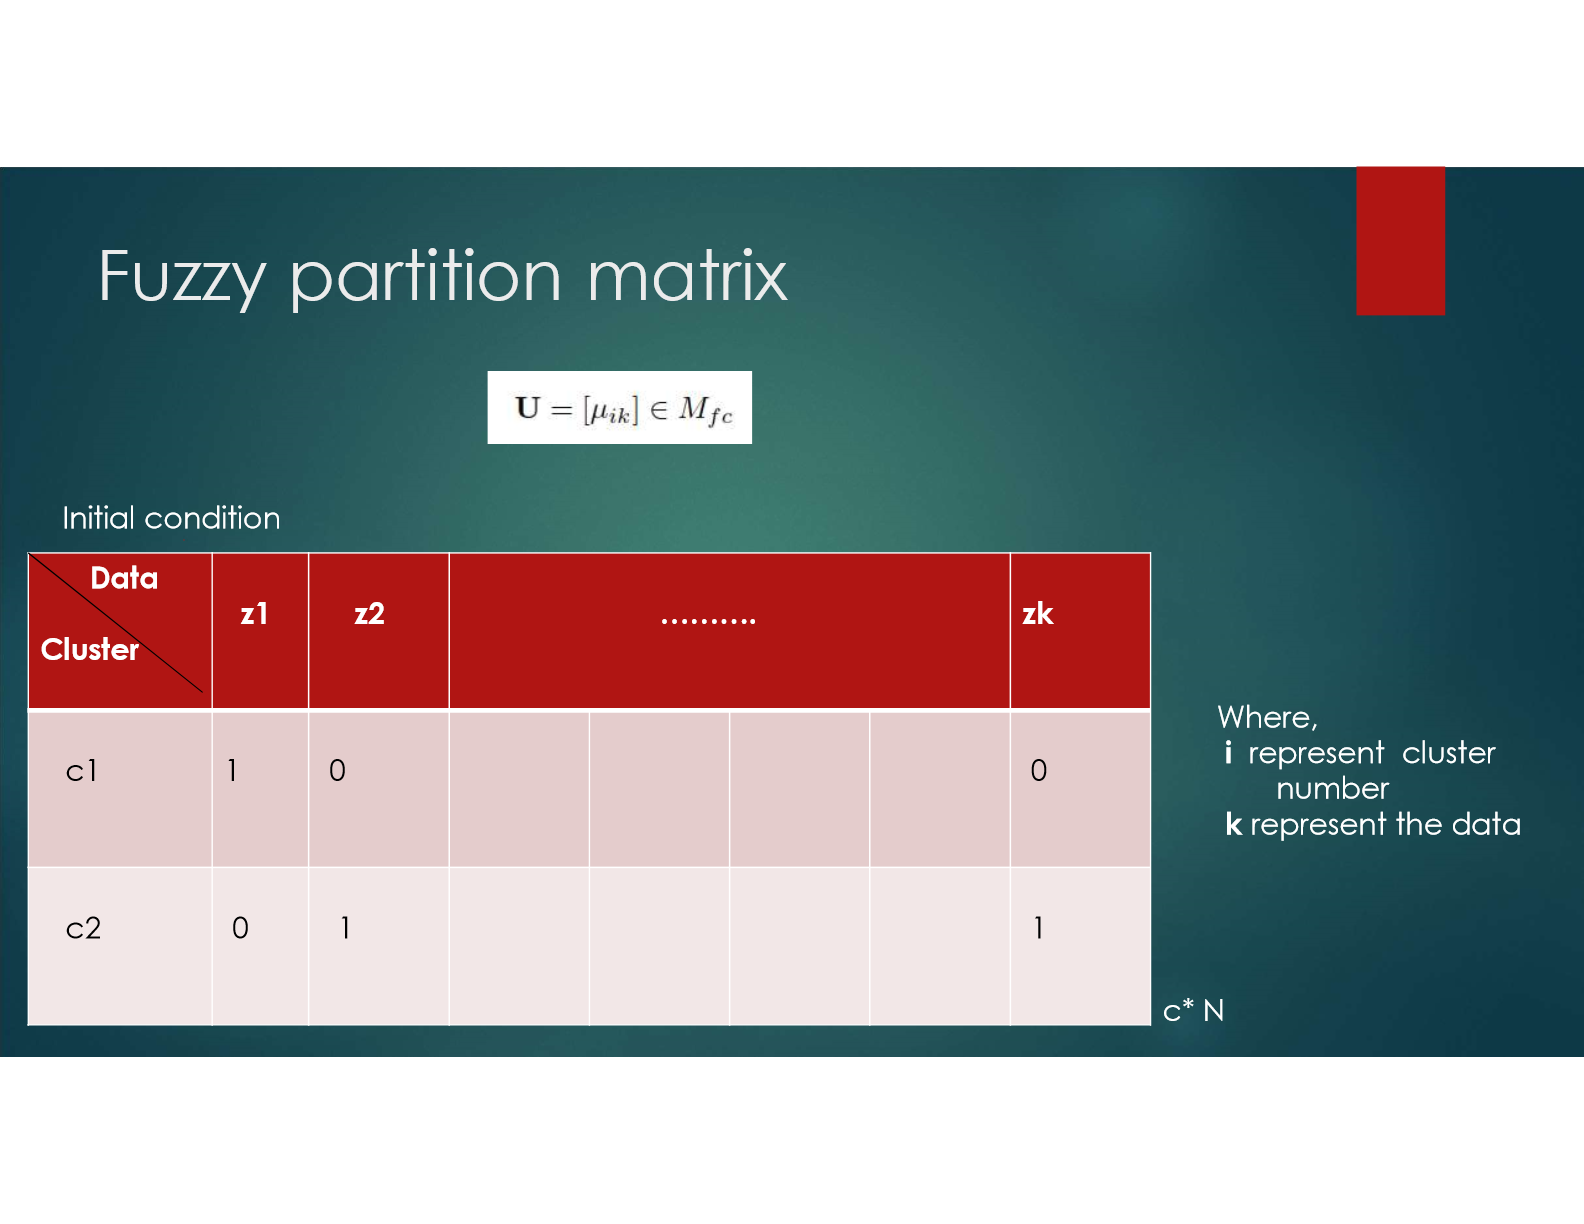 Fuzzy partition matrix
U = [μik] ∈ Mfc
Initial condition
Data
Cluster
z1 z2 .......... zk
c1 1 0 0
c2 0 1 1
Where,
i represent cluster
number
k represent the data
c* N